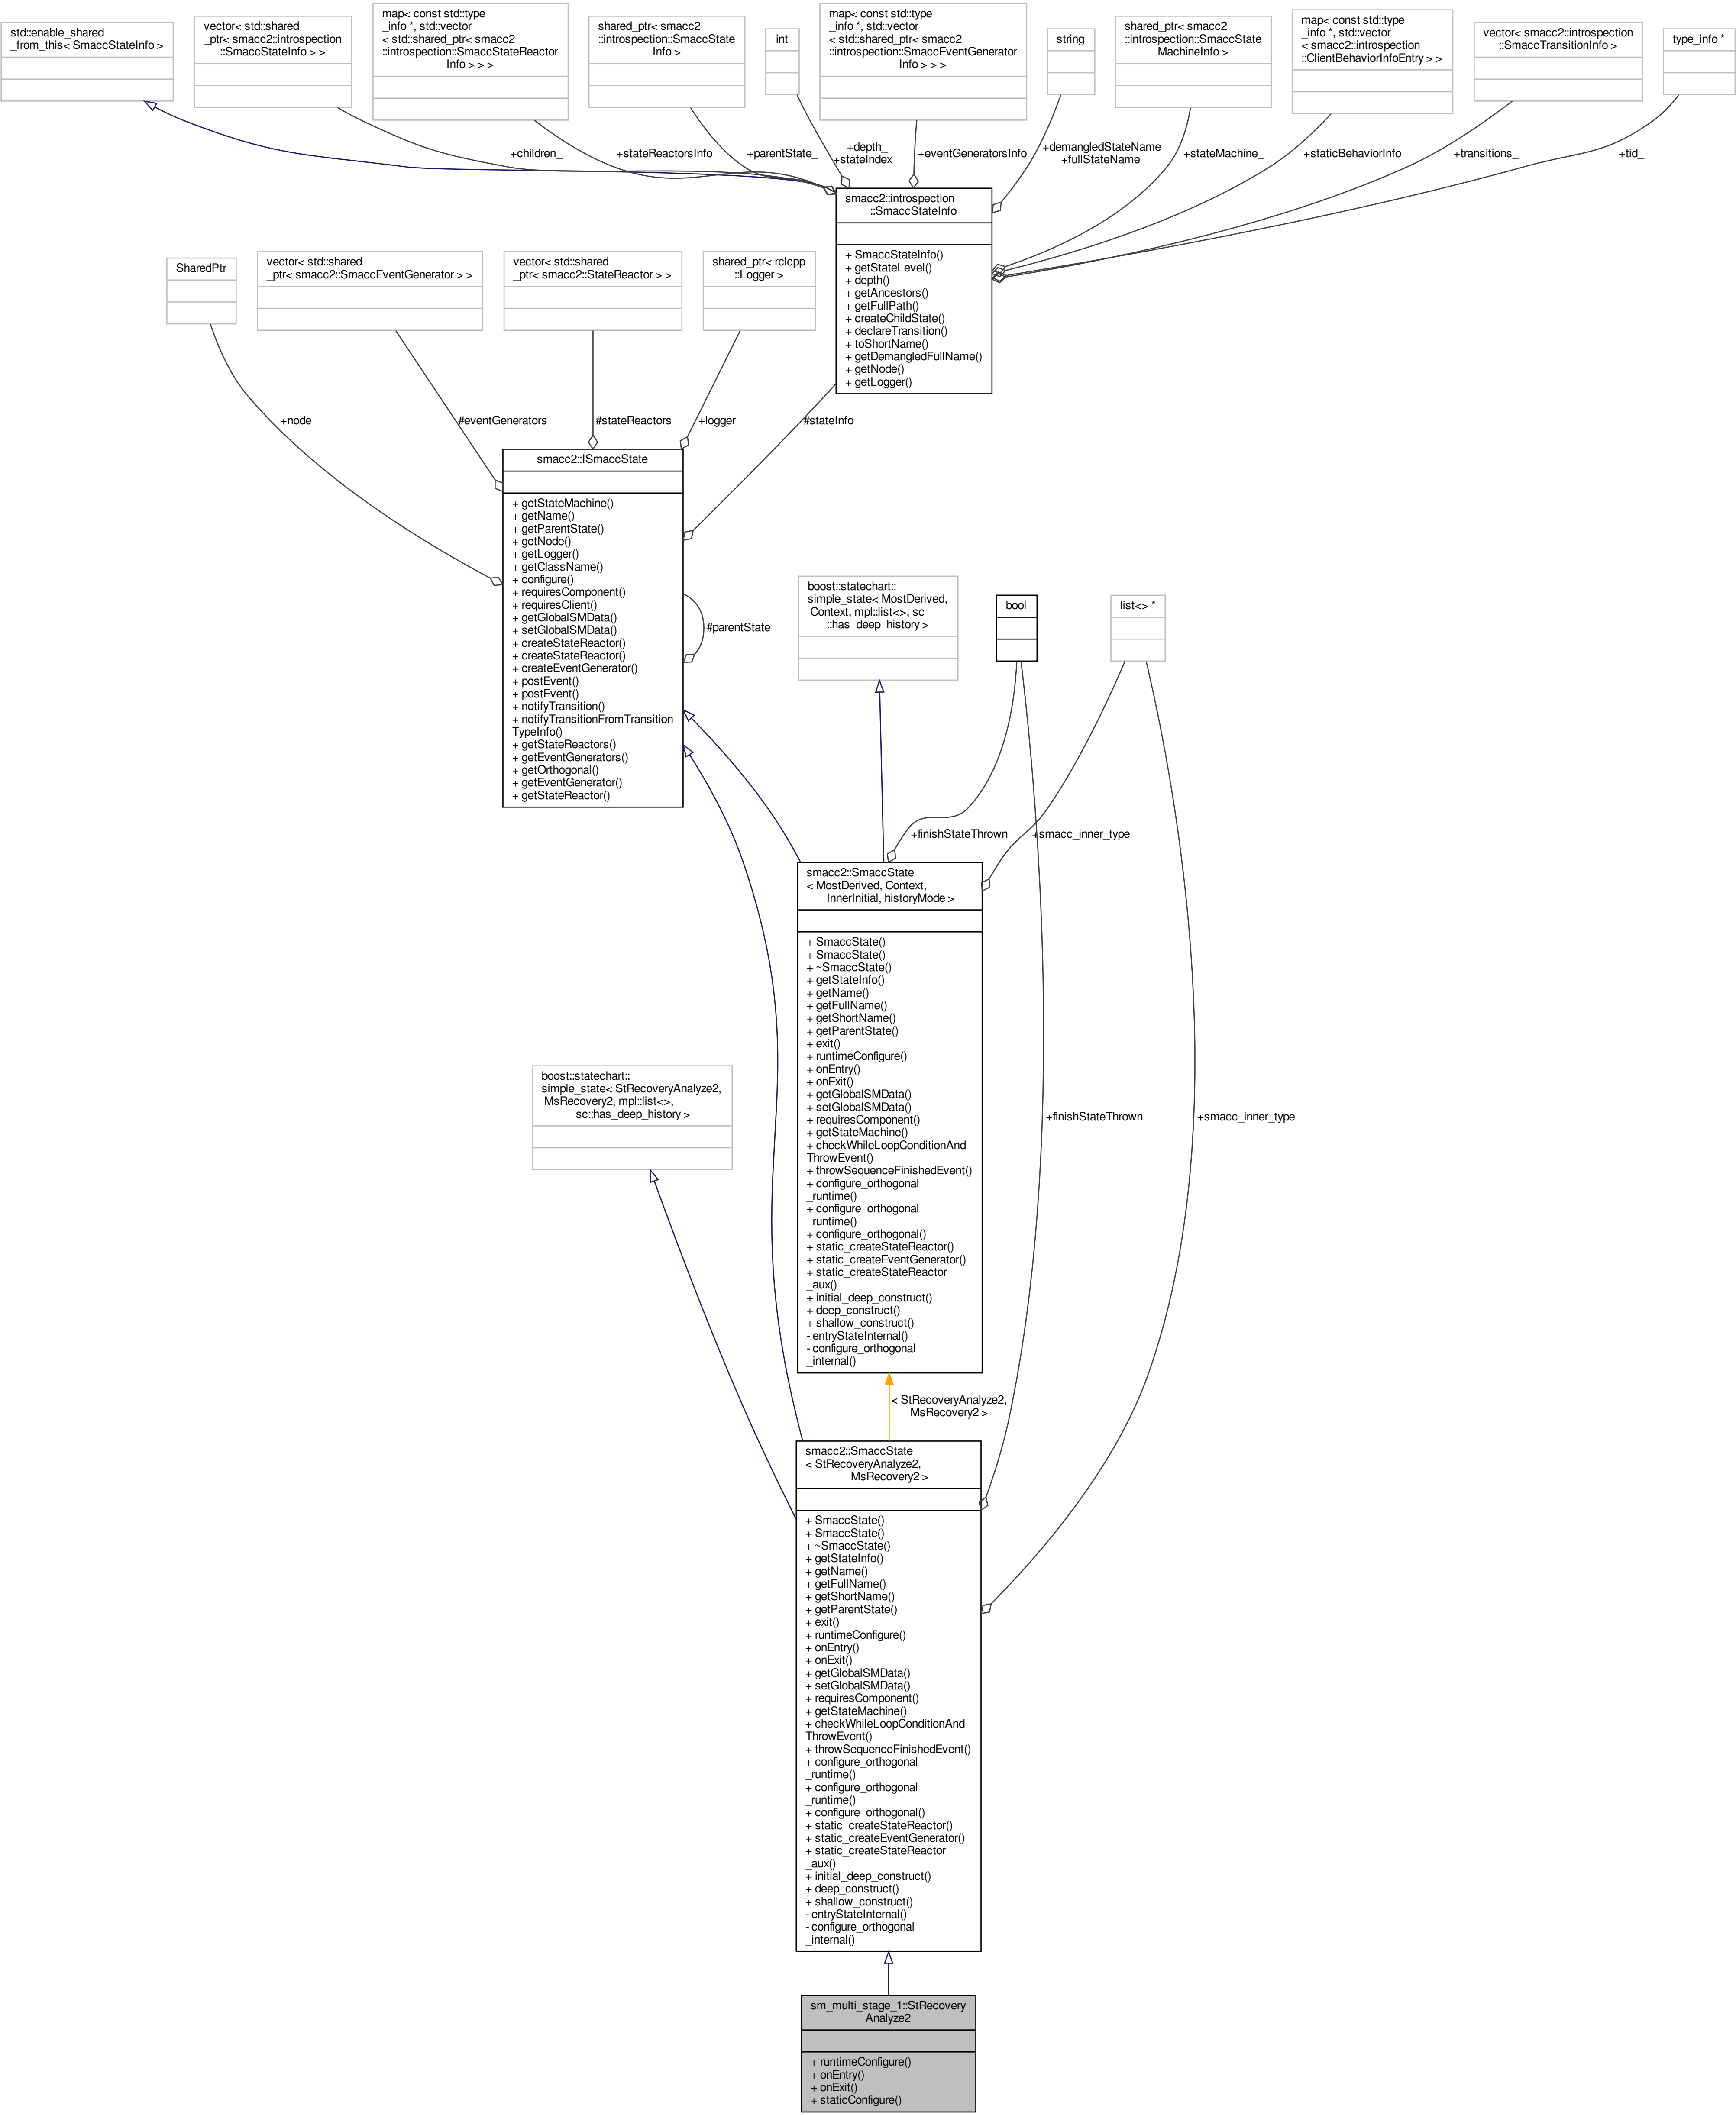 std::enable_shared
_from_this< SmaccStateInfo >
vector< std::shared
_ptr< smacc2::introspection
::SmaccStateInfo > >
map< const std::type
_info *, std::vector
< std::shared_ptr< smacc2
::introspection::SmaccStateReactor
Info > > >
shared_ptr< smacc2
::introspection::SmaccState
Info >
int
map< const std::type
_info *, std::vector
< std::shared_ptr< smacc2
::introspection::SmaccEventGenerator
Info > > >
string
shared_ptr< smacc2
::introspection::SmaccState
MachineInfo >
map< const std::type
_info *, std::vector
< smacc2::introspection
::ClientBehaviorInfoEntry > >
vector< smacc2::introspection
::SmaccTransitionInfo >
type_info *
+children_
+stateReactorsInfo
+parentState_
+depth_
+stateIndex_
+eventGeneratorsInfo
+demangledStateName
+fullStateName
+stateMachine_
+staticBehaviorInfo
+transitions_
+tid_
smacc2::introspection
::SmaccStateInfo
+ SmaccStateInfo()
+ getStateLevel()
+ depth()
+ getAncestors()
+ getFullPath()
+ createChildState()
+ declareTransition()
+ toShortName()
+ getDemangledFullName()
+ getNode()
+ getLogger()
SharedPtr
vector< std::shared
_ptr< smacc2::SmaccEventGenerator > >
vector< std::shared
_ptr< smacc2::StateReactor > >
shared_ptr< rclcpp
::Logger >
+node_
#eventGenerators_
#stateReactors_
+logger_
#stateInfo_
smacc2::ISmaccState
+ getStateMachine()
+ getName()
+ getParentState()
+ getNode()
+ getLogger()
+ getClassName()
+ configure()
+ requiresComponent()
+ requiresClient()
+ getGlobalSMData()
+ setGlobalSMData()
+ createStateReactor()
+ createStateReactor()
+ createEventGenerator()
+ postEvent()
+ postEvent()
+ notifyTransition()
+ notifyTransitionFromTransition
TypeInfo()
+ getStateReactors()
+ getEventGenerators()
+ getOrthogonal()
+ getEventGenerator()
+ getStateReactor()
#parentState_
boost::statechart::
simple_state< MostDerived,
Context, mpl::list<>, sc
::has_deep_history >
bool
list<> *
+finishStateThrown
+smacc_inner_type
smacc2::SmaccState
< MostDerived, Context,
InnerInitial, historyMode >
+ SmaccState()
+ SmaccState()
+ ~SmaccState()
+ getStateInfo()
+ getName()
+ getFullName()
+ getShortName()
+ getParentState()
+ exit()
+ runtimeConfigure()
+ onEntry()
+ onExit()
+ getGlobalSMData()
+ setGlobalSMData()
+ requiresComponent()
+ getStateMachine()
+ checkWhileLoopConditionAnd
ThrowEvent()
+ throwSequenceFinishedEvent()
+ configure_orthogonal
_runtime()
+ configure_orthogonal
_runtime()
+ configure_orthogonal()
+ static_createStateReactor()
+ static_createEventGenerator()
+ static_createStateReactor
_aux()
+ initial_deep_construct()
+ deep_construct()
+ shallow_construct()
- entryStateInternal()
- configure_orthogonal
_internal()
boost::statechart::
simple_state< StRecoveryAnalyze2,
MsRecovery2, mpl::list<>,
sc::has_deep_history >
+finishStateThrown
+smacc_inner_type
< StRecoveryAnalyze2,
MsRecovery2 >
smacc2::SmaccState
< StRecoveryAnalyze2,
MsRecovery2 >
+ SmaccState()
+ SmaccState()
+ ~SmaccState()
+ getStateInfo()
+ getName()
+ getFullName()
+ getShortName()
+ getParentState()
+ exit()
+ runtimeConfigure()
+ onEntry()
+ onExit()
+ getGlobalSMData()
+ setGlobalSMData()
+ requiresComponent()
+ getStateMachine()
+ checkWhileLoopConditionAnd
ThrowEvent()
+ throwSequenceFinishedEvent()
+ configure_orthogonal
_runtime()
+ configure_orthogonal
_runtime()
+ configure_orthogonal()
+ static_createStateReactor()
+ static_createEventGenerator()
+ static_createStateReactor
_aux()
+ initial_deep_construct()
+ deep_construct()
+ shallow_construct()
- entryStateInternal()
- configure_orthogonal
_internal()
sm_multi_stage_1::StRecovery
Analyze2
+ runtimeConfigure()
+ onEntry()
+ onExit()
+ staticConfigure()